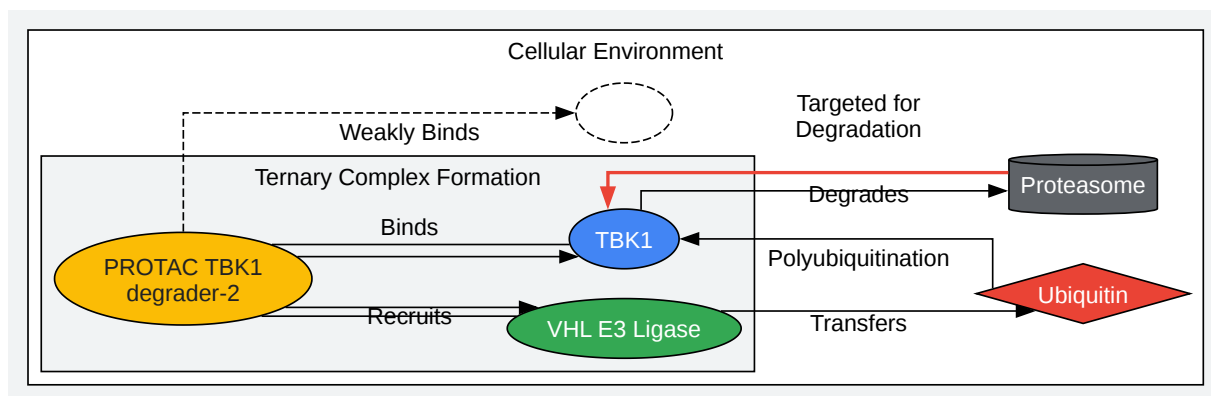 Cellular Environment
Targeted for
Degradation
Weakly Binds
Ternary Complex Formation
Proteasome
Degrades
Binds
TBK1
Polyubiquitination
PROTAC TBK1
degrader-2
Ubiquitin
Recruits
VHL E3 Ligase
Transfers